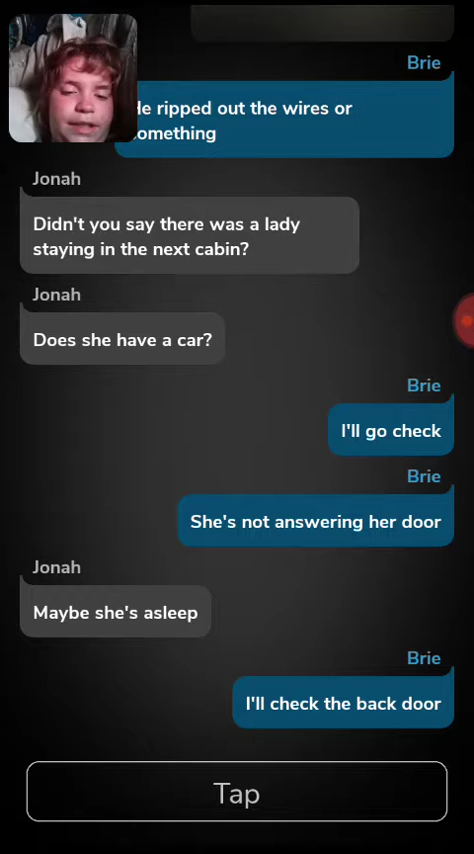 Brie
ripped out the wires or
Jonah
Didn't you say there was a lady
staying in the next cabin?
Jonah
Does she have a car?
Brie
I'll go check
Brie
She's not answering her door
Jonah
Maybe she's asleep
Brie
I'll check the back door
Tap